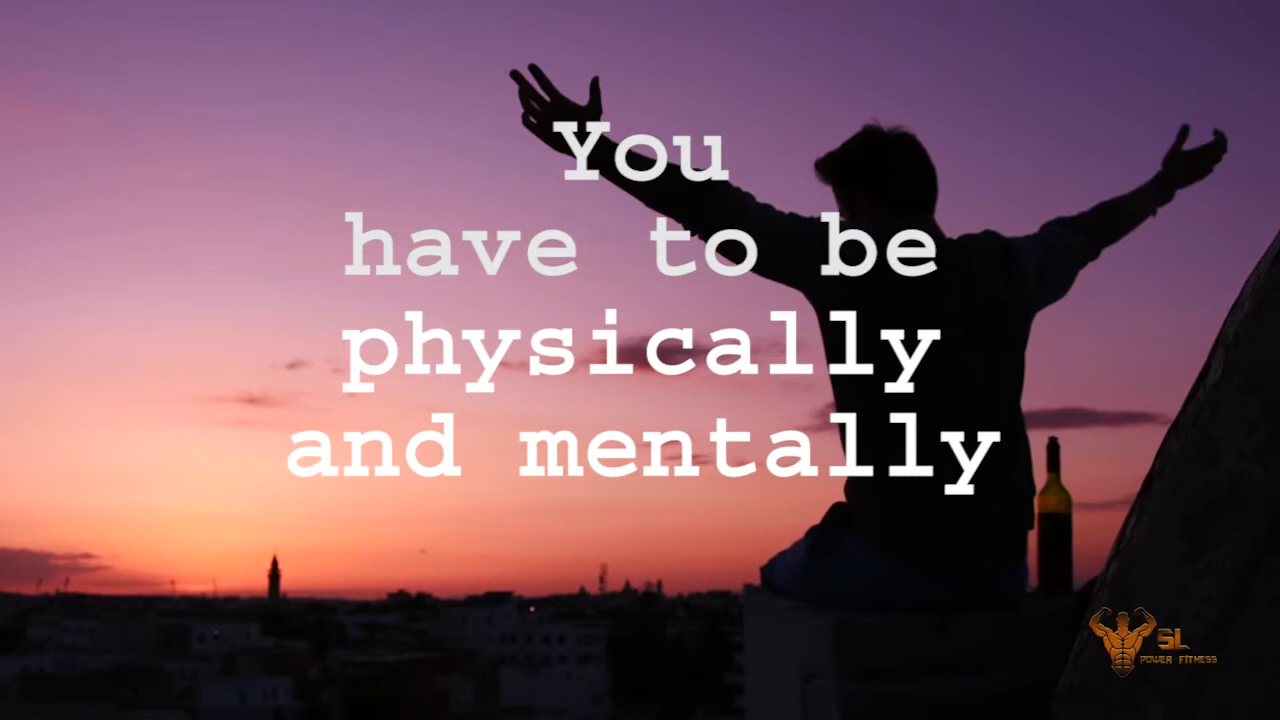 You
have to be
physically
and mentally
SL
POWER FITNESS